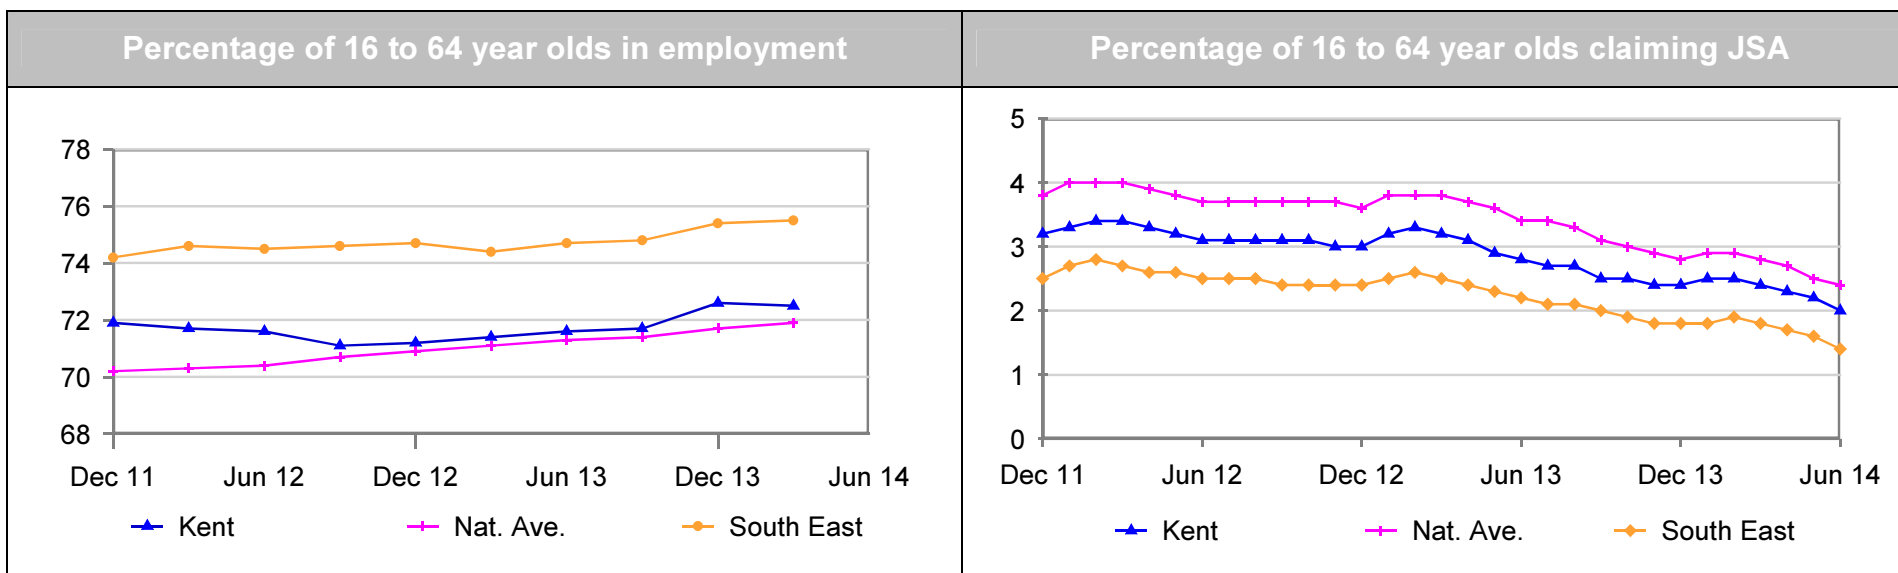 Percentage of 16 to 64 year olds in employment
Percentage of 16 to 64 year olds claiming JSA
78
76
74
72
70
68
Dec 11 Jun 12 Dec 12 Jun 13 Dec 13 Jun 14
Kent Nat. Ave. South East
5
4
3
2
1
0
Dec 11 Jun 12 Dec 12 Jun 13 Dec 13 Jun 14
Kent Nat. Ave. South East